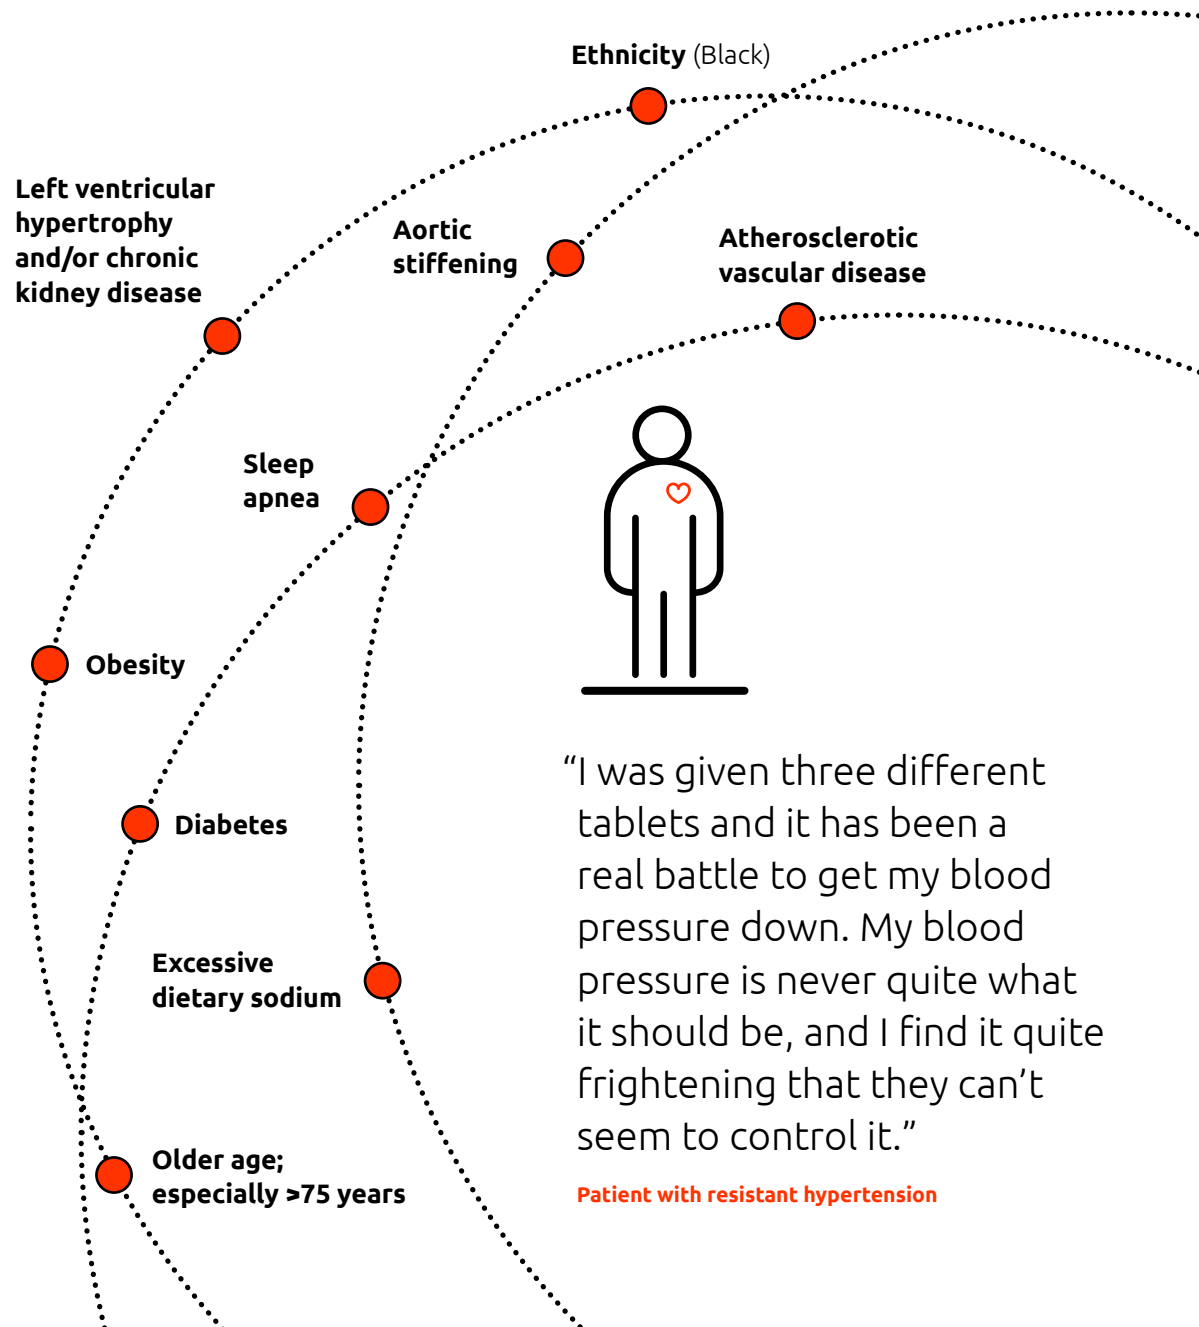 Ethnicity (Black)
Left ventricular
hypertrophy
and/or chronic
kidney disease
Aortic
stiffening
Atherosclerotic
vascular disease
Sleep
apnea
Obesity
Diabetes
Excessive
dietary sodium
Older age;
especially >75 years
“I was given three different
tablets and it has been a
real battle to get my blood
pressure down. My blood
pressure is never quite what
it should be, and I find it quite
frightening that they can’t
seem to control it.”
Patient with resistant hypertension